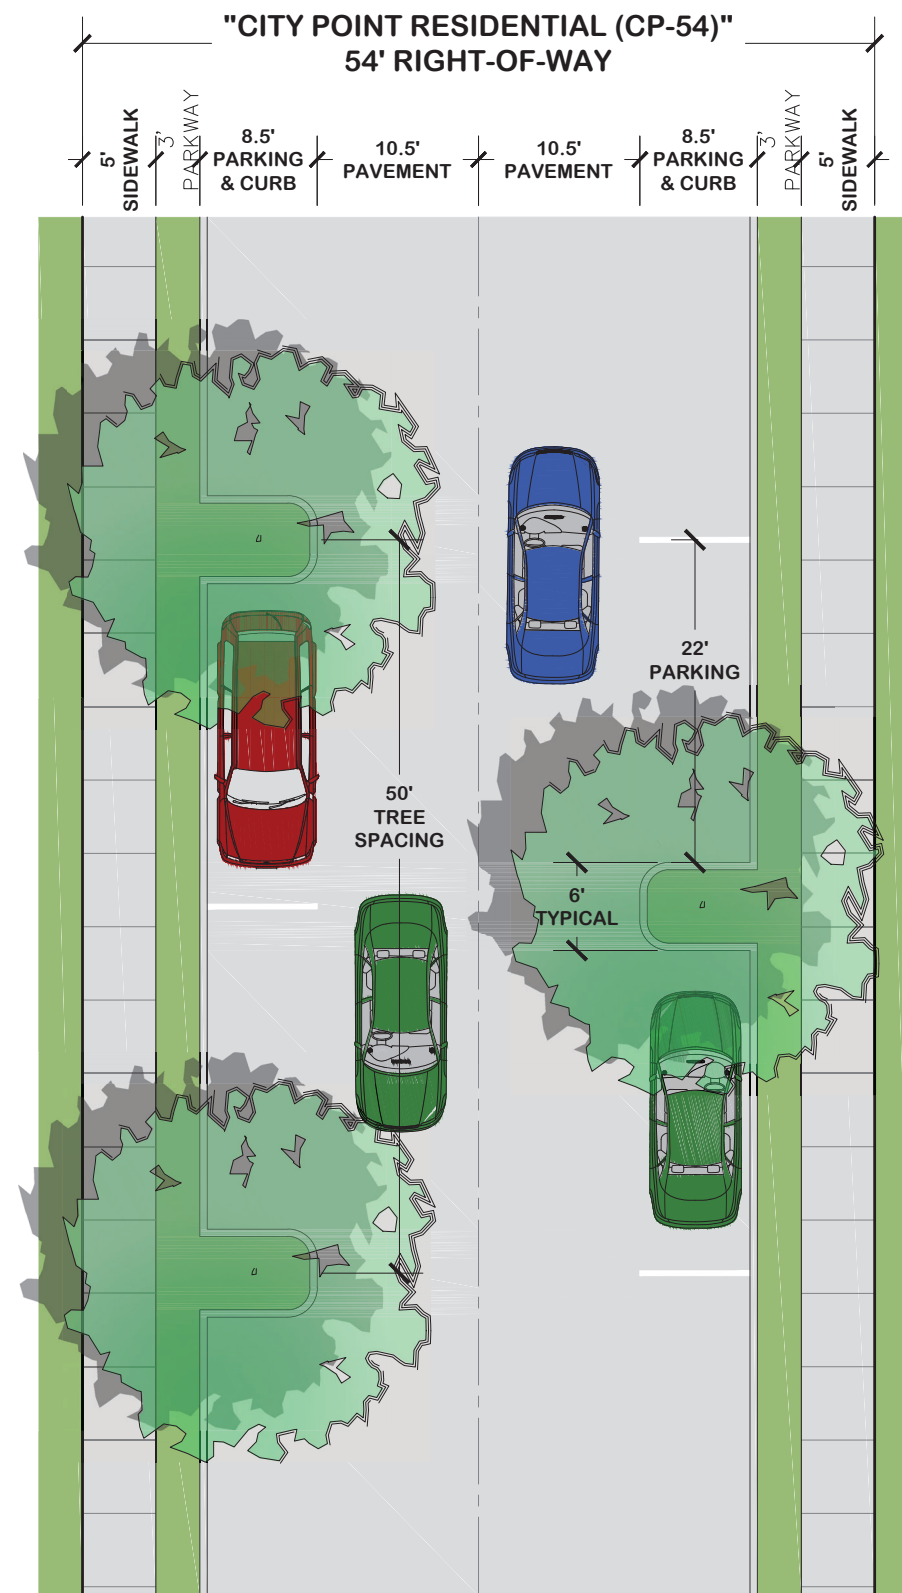 "CITY POINT RESIDENTIAL (CP-54)"
54' RIGHT-OF-WAY
5'
SIDEWALK
3'
PARKWAY
8.5'
PARKING
& CURB
10.5'
PAVEMENT
10.5'
PAVEMENT
8.5'
PARKING
& CURB
3'
PARKWAY
5'
SIDEWALK
22'
PARKING
50'
TREE
SPACING
6'
TYPICAL